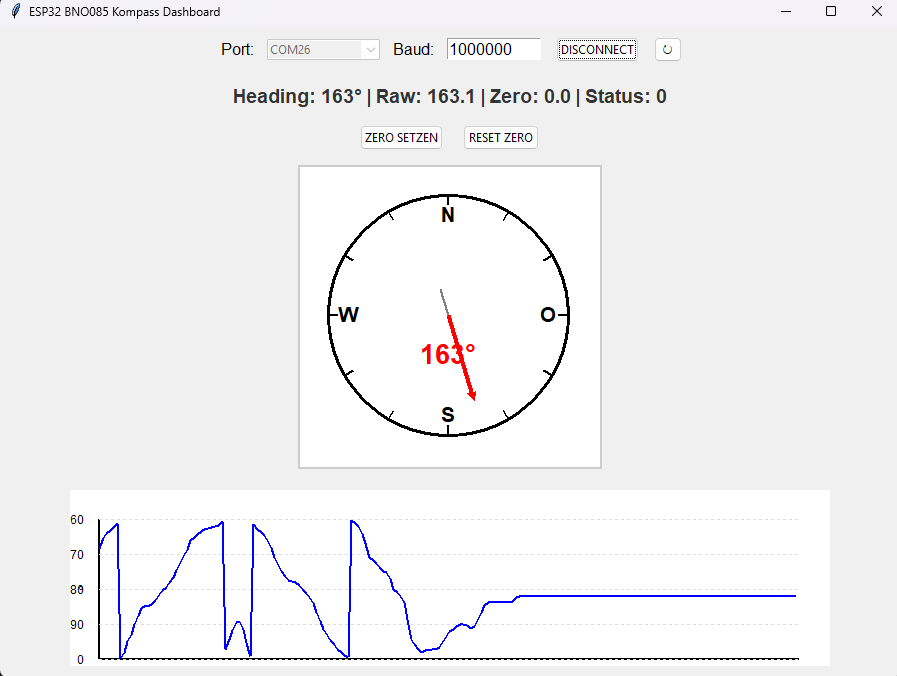 ESP32 BNO085 Kompass Dashboard
Port: COM26 Baud: 1000000 DISCONNECT ↻
Heading: 163° | Raw: 163.1 | Zero: 0.0 | Status: 0
ZERO SETZEN RESET ZERO
N
W O
163°
S
60
70
80
90
0